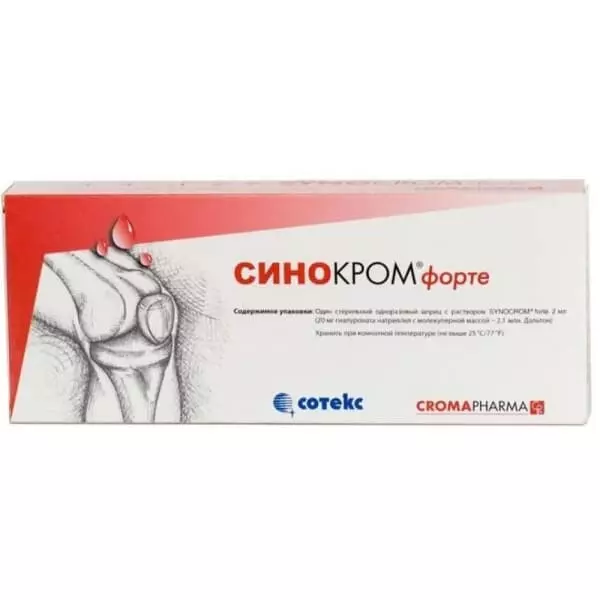 СИНОКРОМ® форте
Содержимое упаковки: Один стерильный одноразовый шприц с раствором SYNOCROM® forte 2 мл
(20 мг гиалуроната натрия/мл с молекулярной массой – 2,1 млн. Дальтон)
Хранить при комнатной температуре (не выше 25 °C/77 °F)
сотекс
CROMAPHARMA